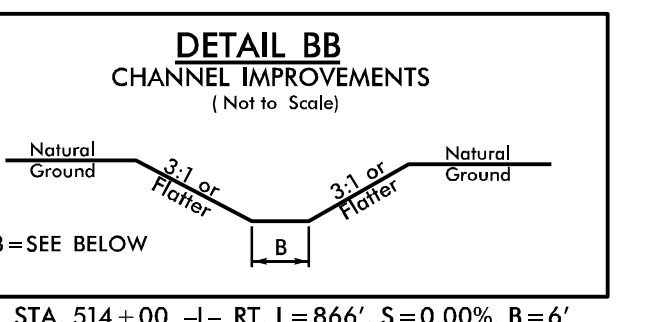 DETAIL BB
CHANNEL IMPROVEMENTS
(Not to Scale)
Natural
Ground
3:1 or
Flatter
3:1 or
Flatter
Natural
Ground
B=SEE BELOW
B
STA 514+00 -L- RT L=866' S=0.00% B=6'